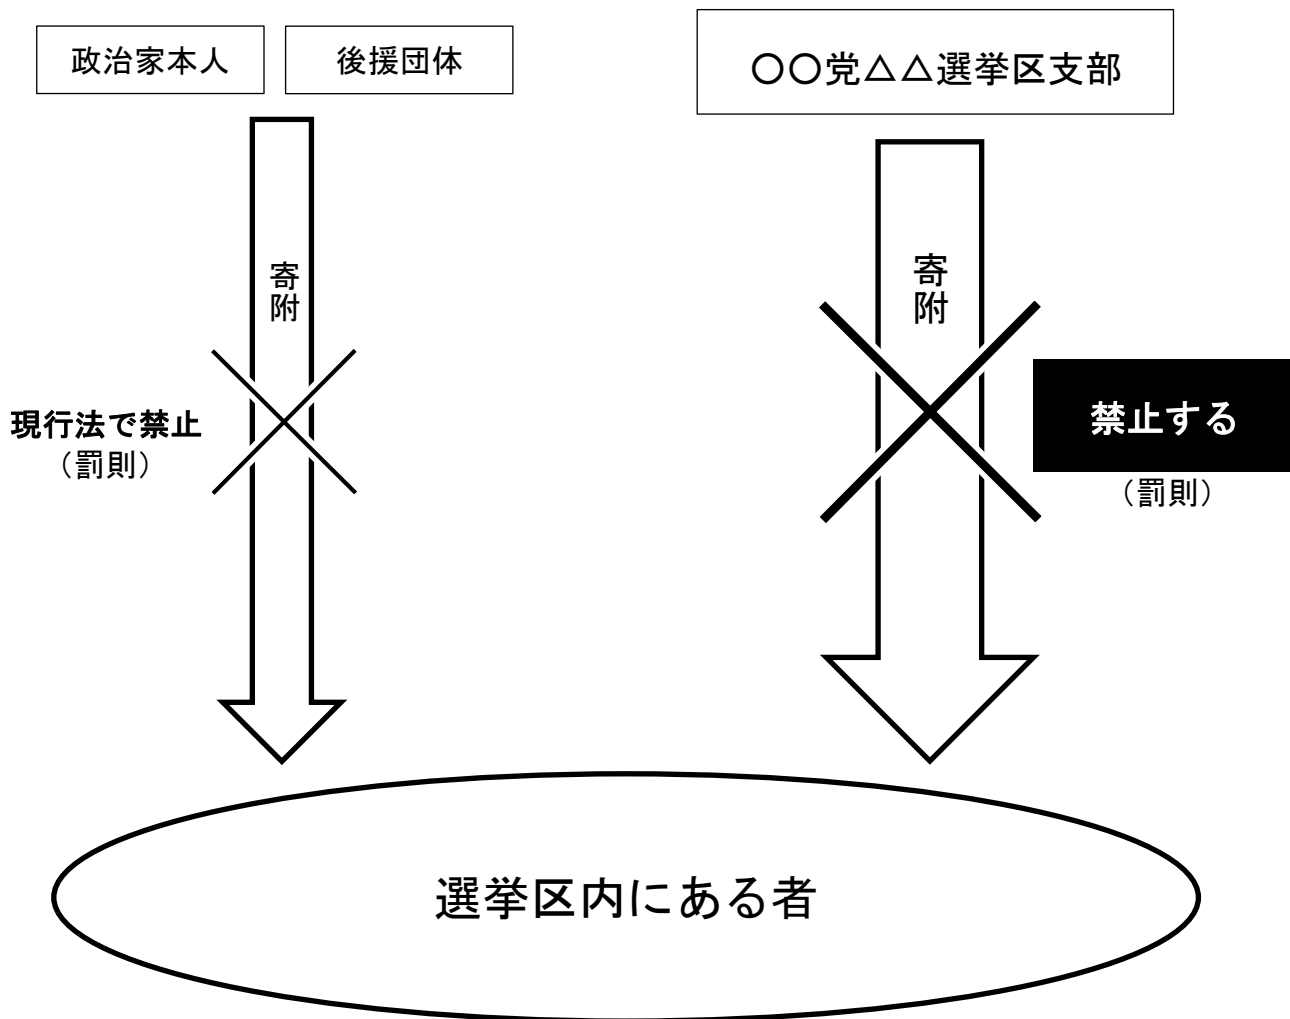 政治家本人
後援団体
〇〇党△△選挙区支部
寄附
寄附
現行法で禁止
（罰則）
禁止する
（罰則）
選挙区内にある者